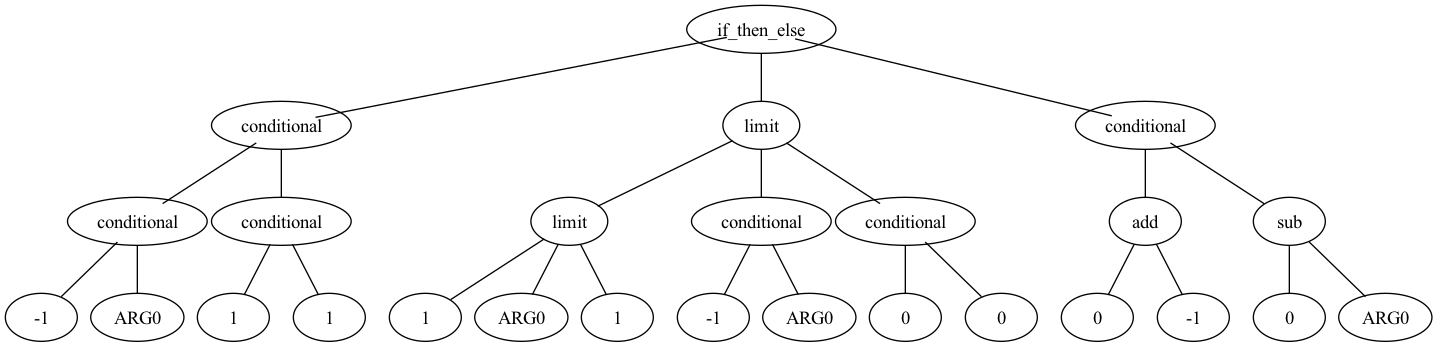 if_then_else
conditional limit conditional
conditional conditional limit conditional conditional add sub
-1 ARG0 1 1 1 ARG0 1 -1 ARG0 0 0 0 -1 0 ARG0